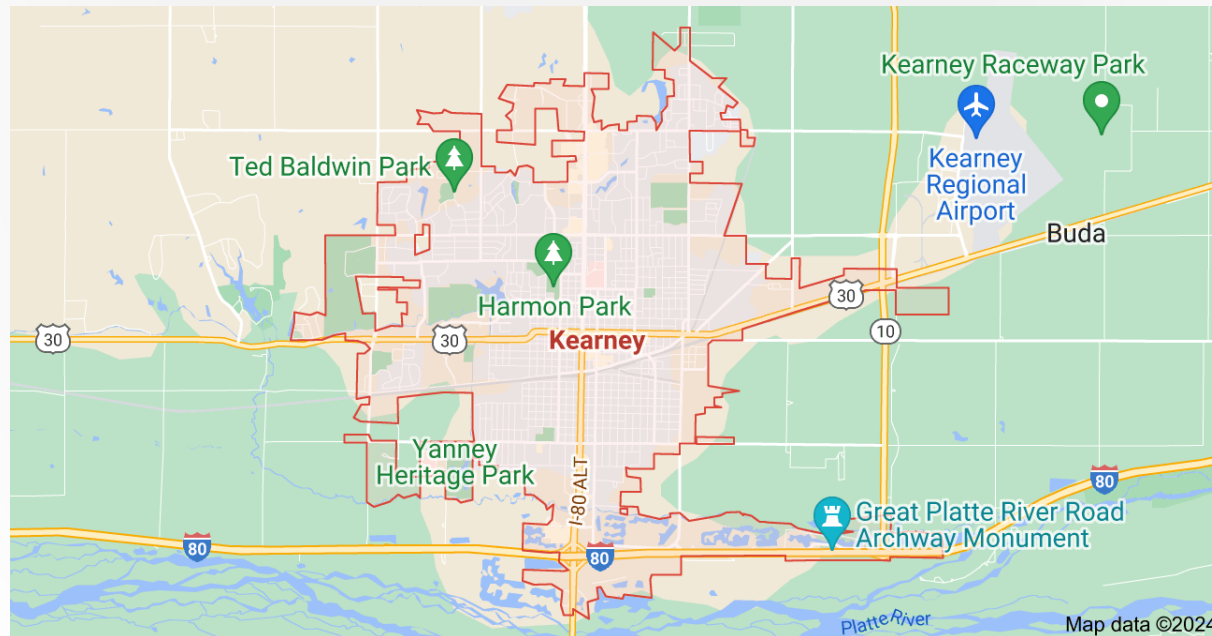 Kearney Raceway Park
Ted Baldwin Park
Kearney
Regional
Airport
Buda
Harmon Park
30
30
30
10
Kearney
Yanney
Heritage Park
I-80 ALT
80
Great Platte River Road
Archway Monument
80
80
Platte River
Map data ©2024